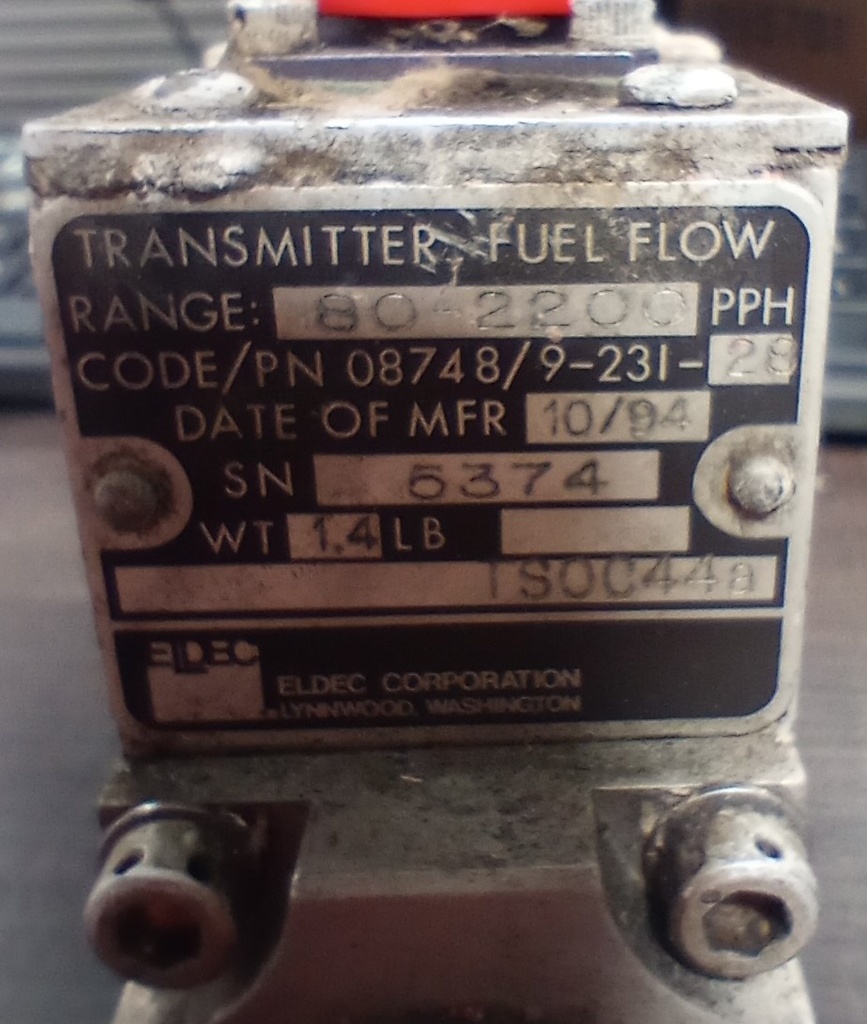 TRANSMITTER, FUEL FLOW
RANGE: 80-2200 PPH
CODE/PN 08748/9-231-28
DATE OF MFR 10/94
SN 5374
WT 1.4 LB
TSOC44a
ELDEC
ELDEC CORPORATION
LYNNWOOD, WASHINGTON